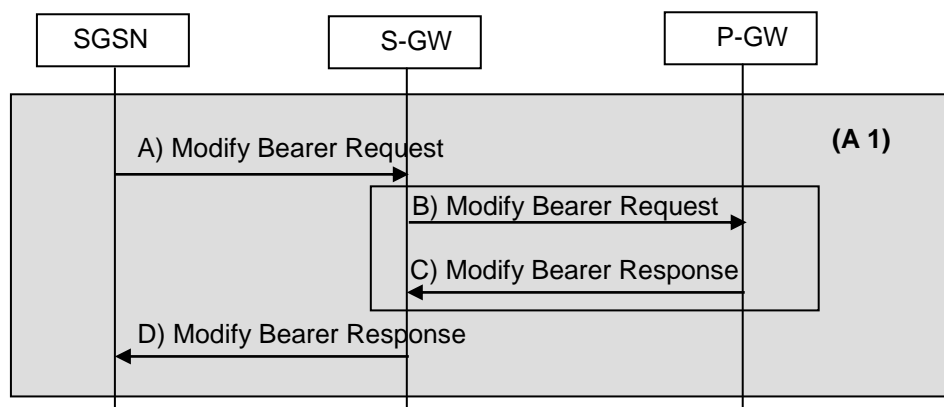 SGSN
S-GW
P-GW
(A 1)
A) Modify Bearer Request
B) Modify Bearer Request
C) Modify Bearer Response
D) Modify Bearer Response